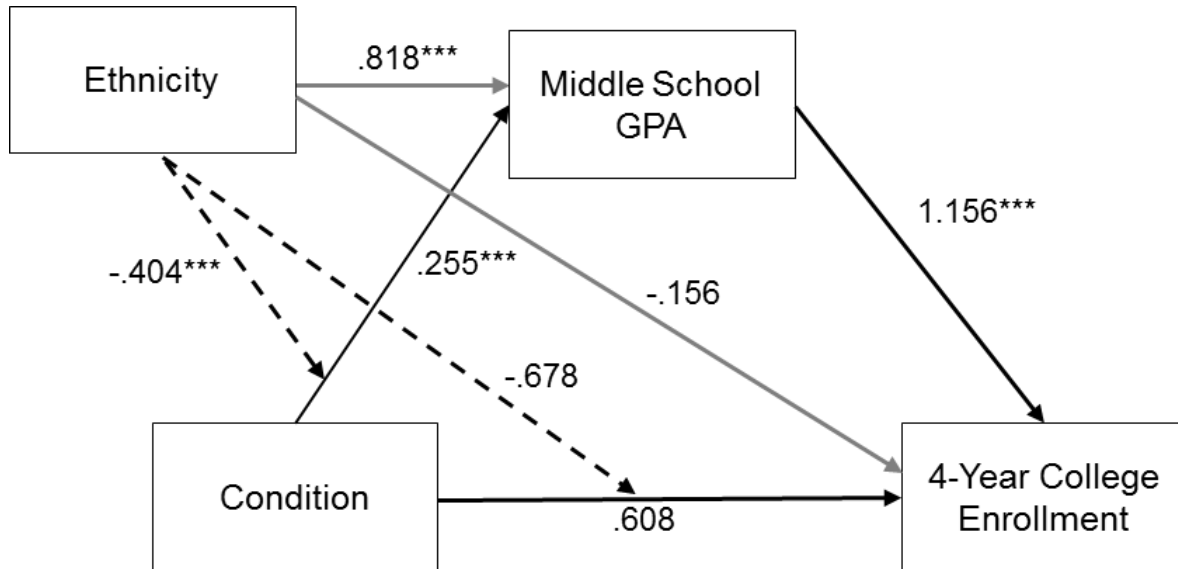 .818***
Ethnicity
Middle School
GPA
1.156***
-.404***
.255***
-.156
-.678
Condition
.608
4-Year College
Enrollment